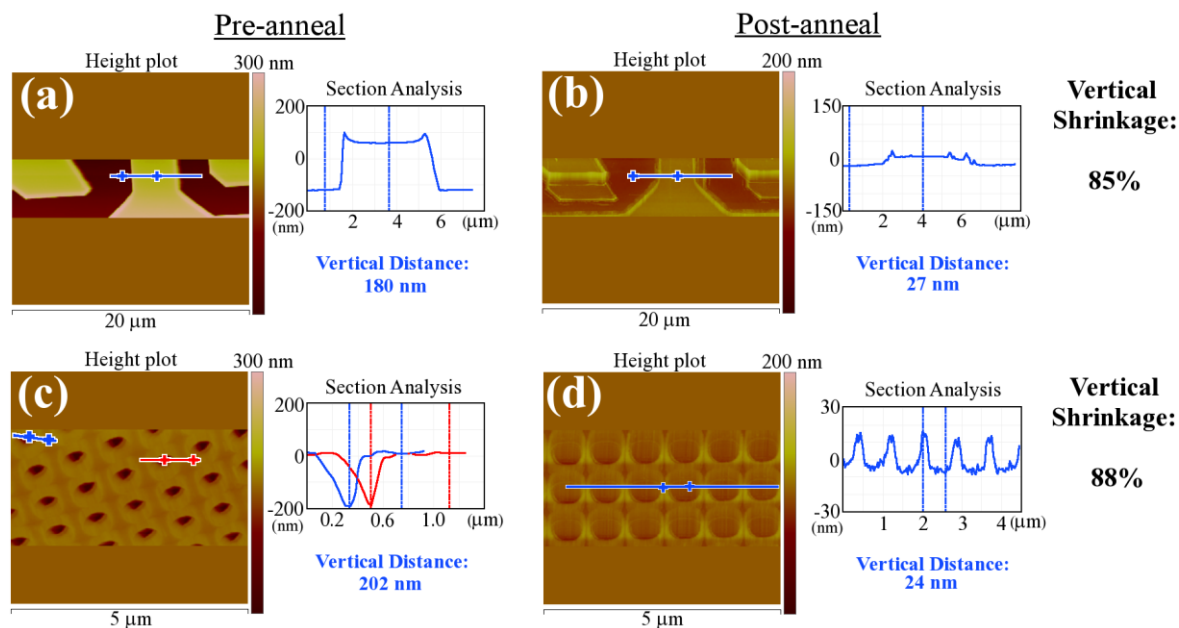 Pre-anneal
Post-anneal
Height plot
300 nm
(a)
20 μm
Section Analysis
200
0
-200
(nm)
2
4
6
(μm)
Vertical Distance:
180 nm
Height plot
200 nm
(b)
20 μm
Section Analysis
150
0
-150
(nm)
2
4
6
(μm)
Vertical Distance:
27 nm
Vertical
Shrinkage:
85%
Height plot
300 nm
(c)
5 μm
Section Analysis
200
0
-200
(nm)
0.2
0.6
1.0
(μm)
Vertical Distance:
202 nm
Height plot
200 nm
(d)
5 μm
Section Analysis
30
0
-30
(nm)
1
2
3
4
(μm)
Vertical Distance:
24 nm
Vertical
Shrinkage:
88%